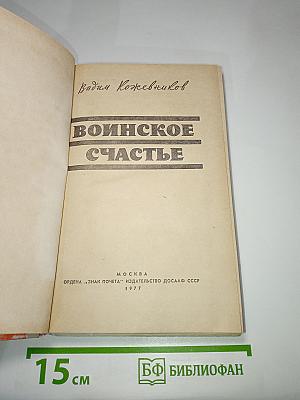 Вадим Кожевников
ВОИНСКОЕ
СЧАСТЬЕ
МОСКВА
ОРДЕНА „ЗНАК ПОЧЕТА" ИЗДАТЕЛЬСТВО ДОСААФ СССР
1977
15 см
БФ БИБЛИОФАН